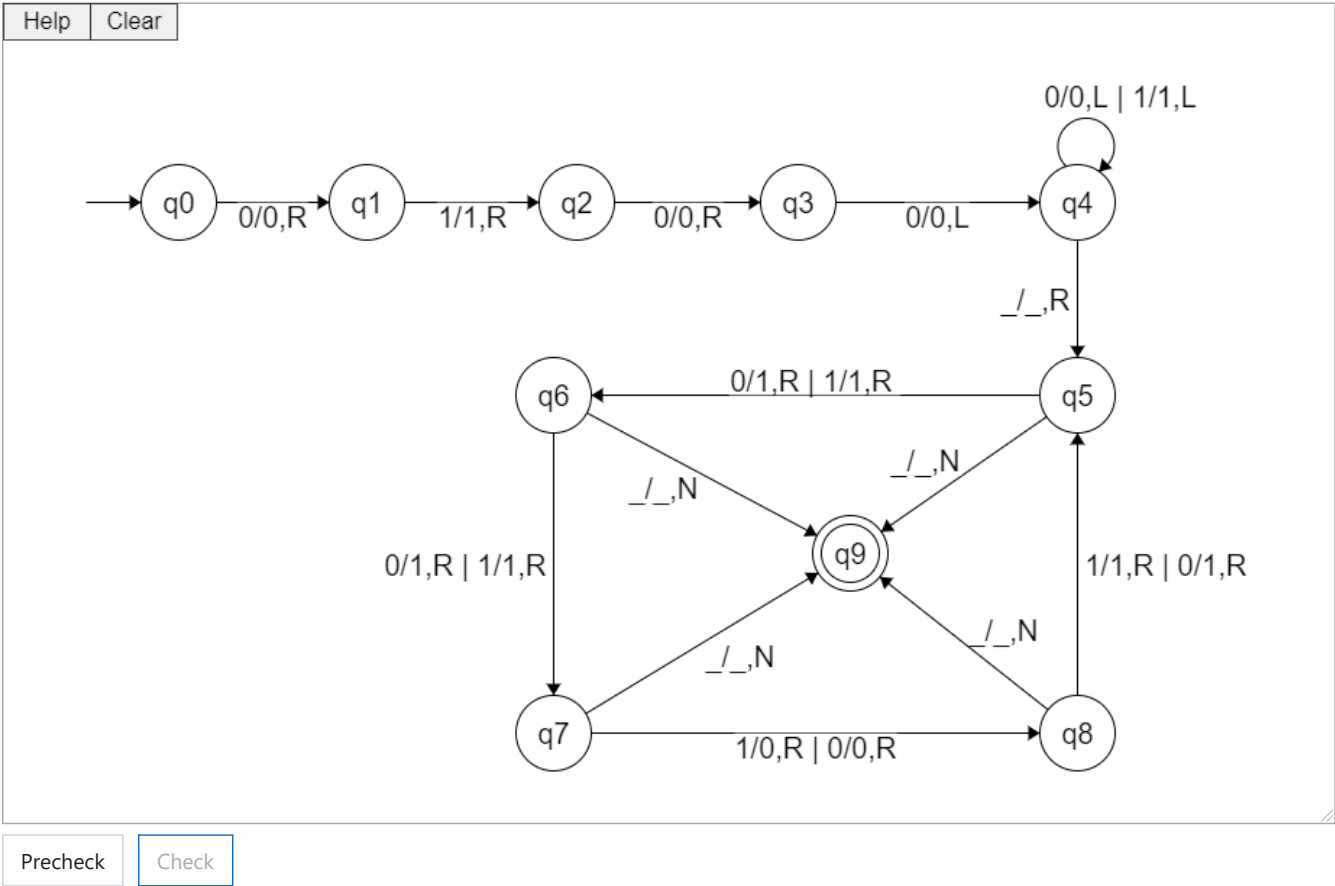 Help Clear
0/0,L | 1/1,L
q0 0/0,R q1 1/1,R q2 0/0,R q3 0/0,L q4
_/_,R
q6 0/1,R | 1/1,R q5
_/_,N
_/_,N
q9
0/1,R | 1/1,R 1/1,R | 0/1,R
_/_,N
_/_,N
q7 1/0,R | 0/0,R q8
Precheck Check